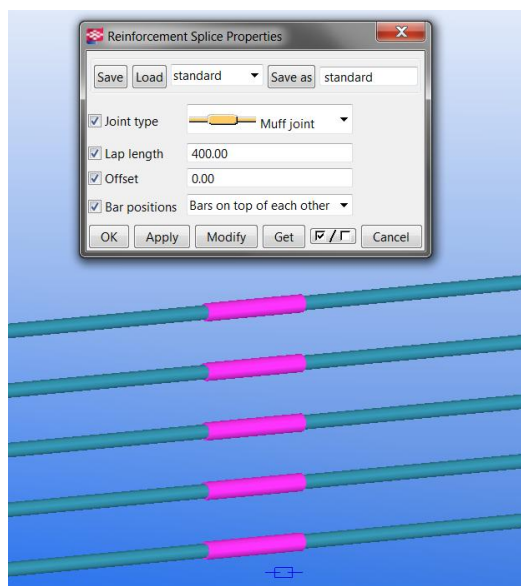 Reinforcement Splice Properties
Save Load standard Save as standard
Joint type Muff joint
Lap length 400.00
Offset 0.00
Bar positions Bars on top of each other
OK Apply Modify Get / Cancel